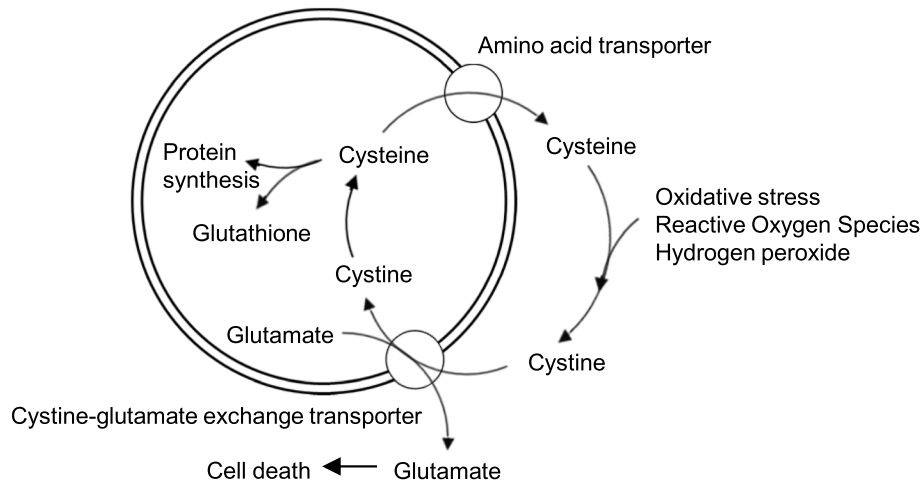 Amino acid transporter
Cysteine
Protein
synthesis
Cysteine
Oxidative stress
Reactive Oxygen Species
Hydrogen peroxide
Glutathione
Cystine
Glutamate
Cystine
Cystine-glutamate exchange transporter
Cell death
Glutamate